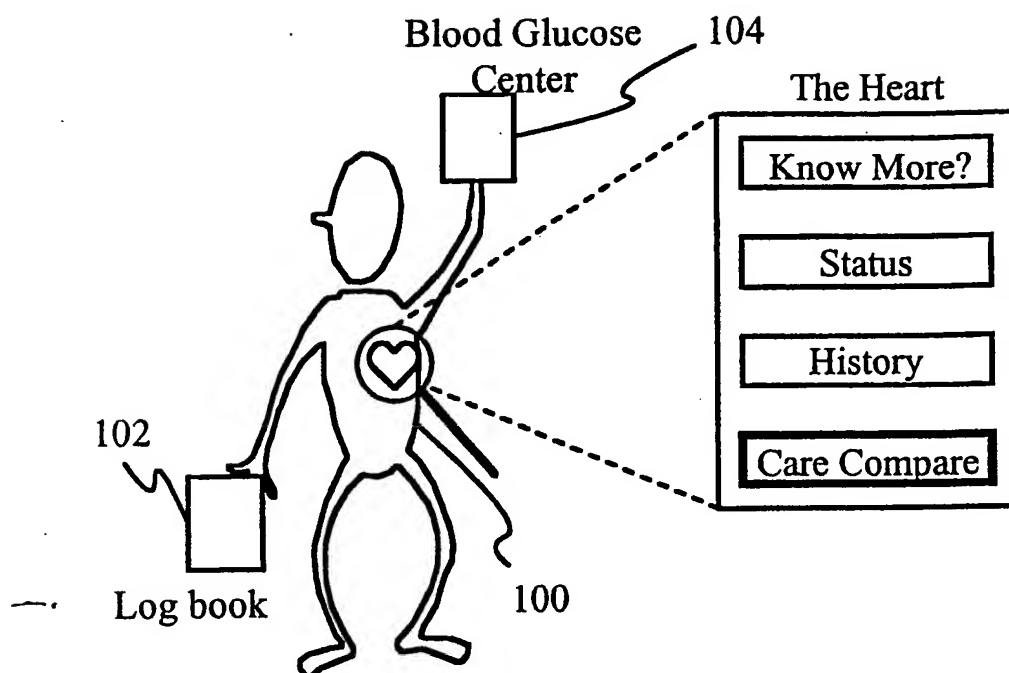 Blood Glucose
Center
104
The Heart
Know More?
Status
History
Care Compare
102
Log book
100